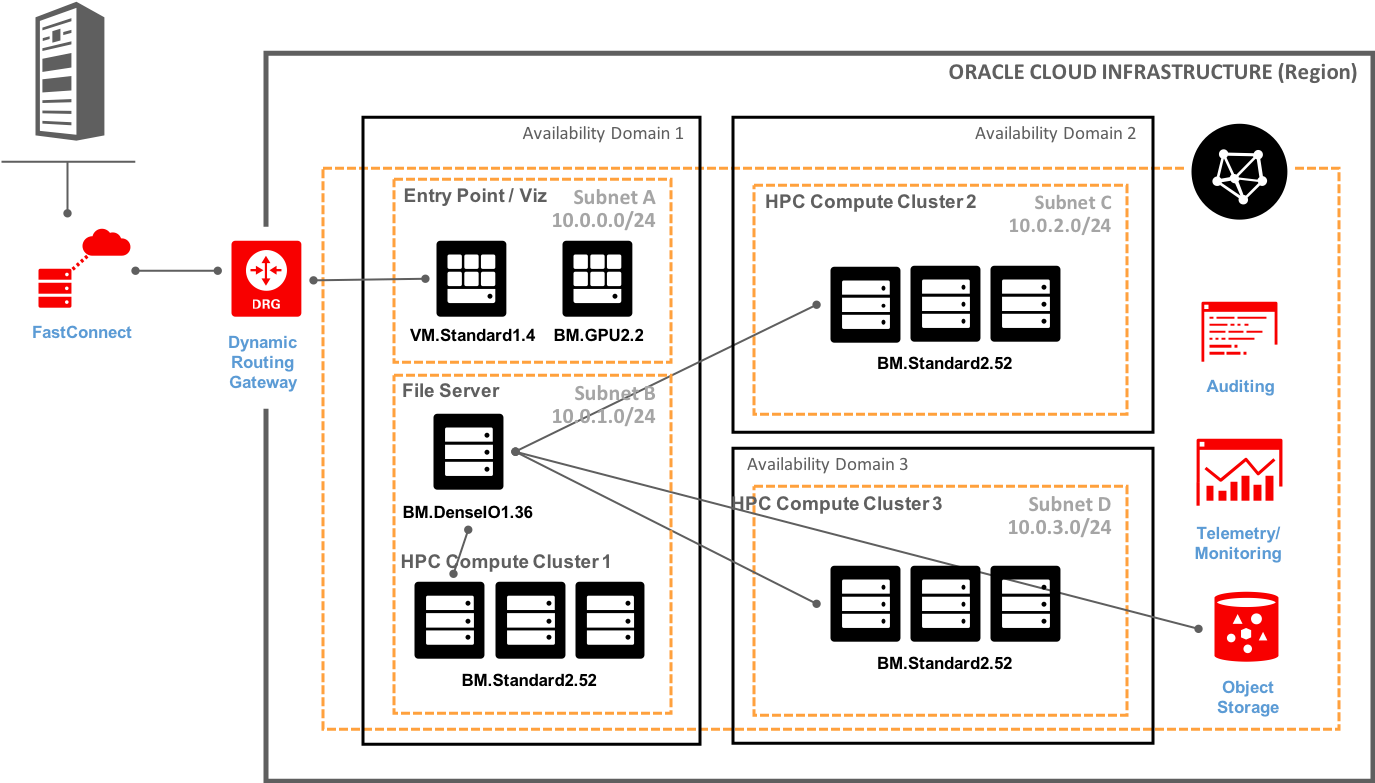 ORACLE CLOUD INFRASTRUCTURE (Region)
Availability Domain 1
Entry Point / Viz
Subnet A
10.0.0.0/24
VM.Standard1.4
BM.GPU2.2
File Server
Subnet B
10.0.1.0/24
BM.DenseIO1.36
HPC Compute Cluster 1
BM.Standard2.52
Availability Domain 2
HPC Compute Cluster 2
Subnet C
10.0.2.0/24
BM.Standard2.52
Availability Domain 3
HPC Compute Cluster 3
Subnet D
10.0.3.0/24
BM.Standard2.52
FastConnect
DRG
Dynamic
Routing
Gateway
Auditing
Telemetry/
Monitoring
Object
Storage